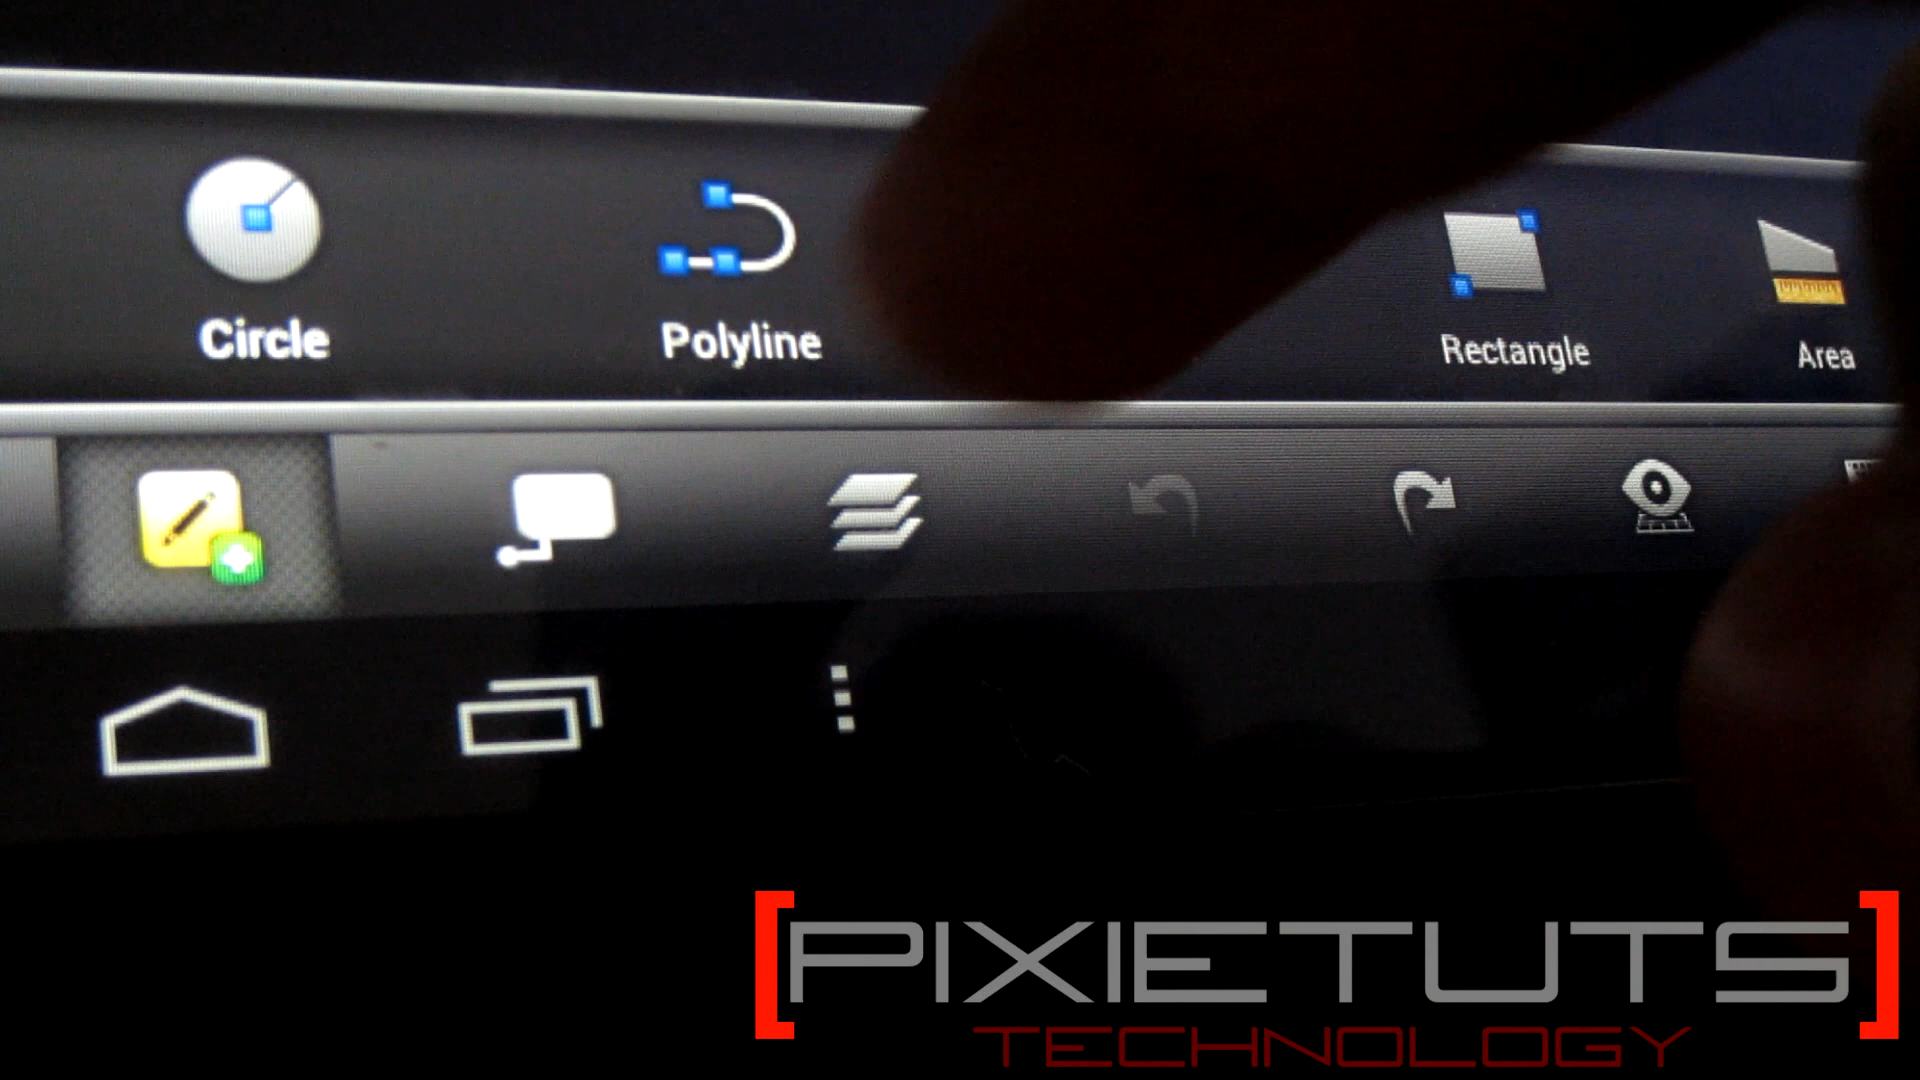 Circle
Polyline
Rectangle
Area
[PIXIETUTS]
TECHNOLOGY